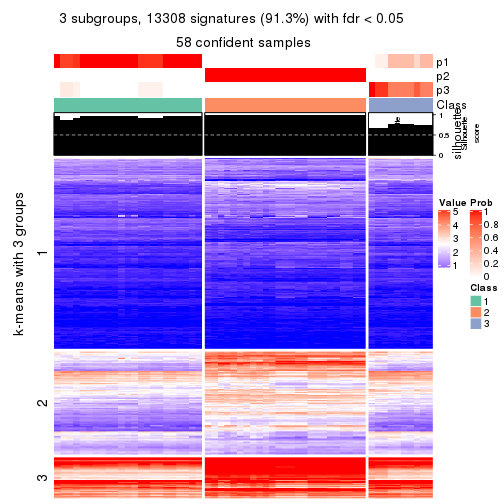 3 subgroups, 13308 signatures (91.3%) with fdr < 0.05
58 confident samples
p1
p2
p3
Class
1
0.5
0
silhouette
Silhouette
score
k-means with 3 groups
1
2
3
Value
5
4
3
2
1
Prob
1
0.8
0.6
0.4
0.2
0
Class
1
2
3